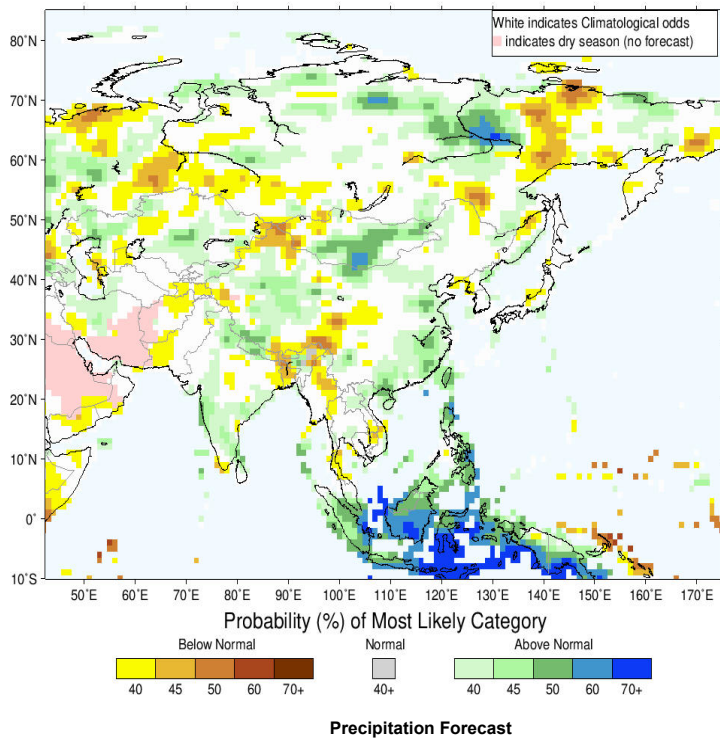 White indicates Climatological odds
indicates dry season (no forecast)
80°N
70°N
60°N
50°N
40°N
30°N
20°N
10°N
0°
10°S
50°E 60°E 70°E 80°E 90°E 100°E 110°E 120°E 130°E 140°E 150°E 160°E 170°E
Probability (%) of Most Likely Category
Below Normal Normal Above Normal
40 45 50 60 70+ 40+ 40 45 50 60 70+
Precipitation Forecast